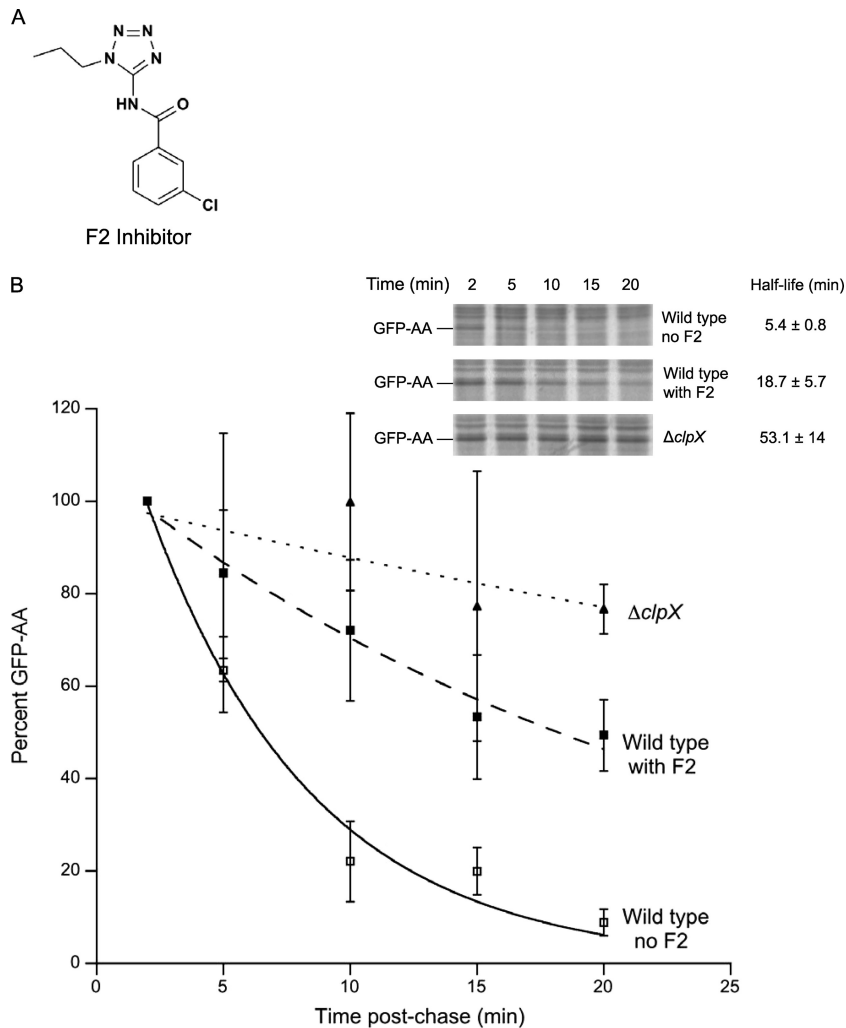 A
N N
N N
HN O
Cl
F2 Inhibitor
B
Time (min) 2 5 10 15 20 Half-life (min)
GFP-AA Wild type
no F2 5.4 ± 0.8
GFP-AA Wild type
with F2 18.7 ± 5.7
GFP-AA ΔclpX 53.1 ± 14
120
100
80
60
40
20
0
Percent GFP-AA
ΔclpX
Wild type
with F2
Wild type
no F2
0 5 10 15 20 25
Time post-chase (min)